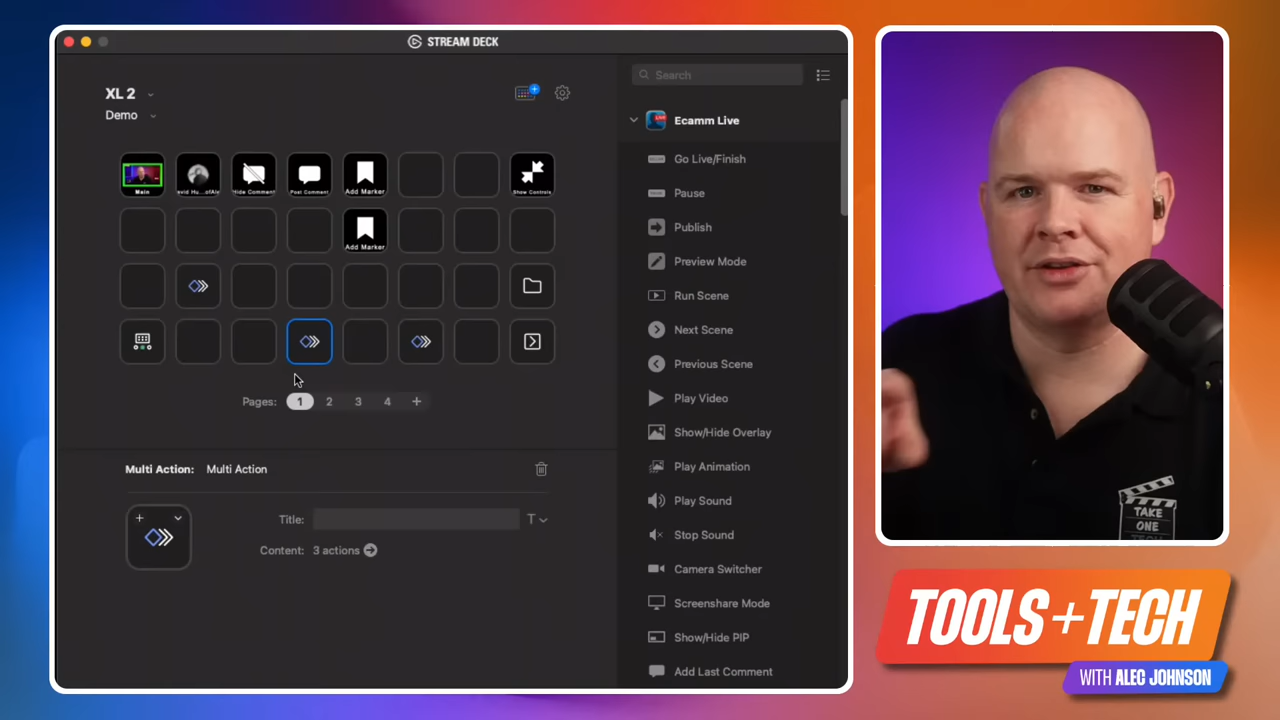 STREAM DECK
XL 2
Demo
Main
Hide Comment
Post Comment
Add Marker
Show Controls
Add Marker
Pages: 1 2 3 4 +
Multi Action: Multi Action
Title:
T
Content: 3 actions
Search
Ecamm Live
Go Live/Finish
Pause
Publish
Preview Mode
Run Scene
Next Scene
Previous Scene
Play Video
Show/Hide Overlay
Play Animation
Play Sound
Stop Sound
Camera Switcher
Screenshare Mode
Show/Hide PIP
Add Last Comment
TAKE
ONE
TECH
TOOLS+TECH
WITH ALEC JOHNSON